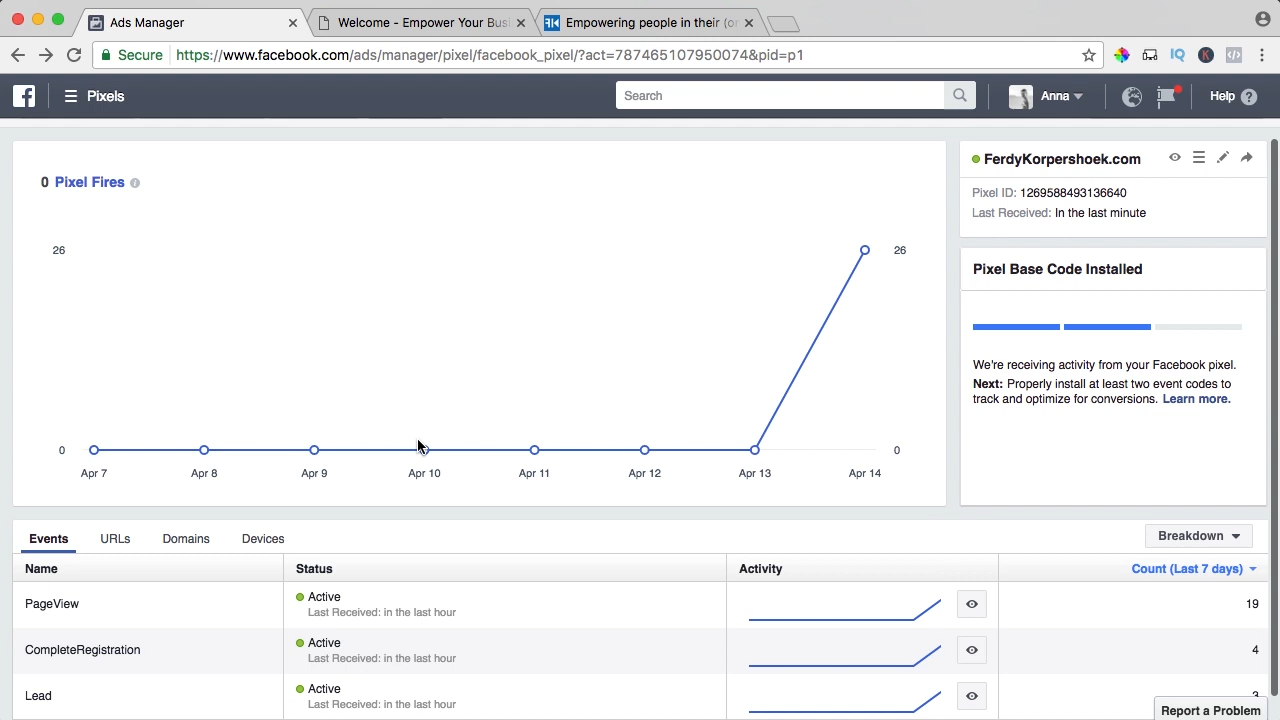 Ads Manager
Welcome - Empower Your Busi
Empowering people in their (on
Secure
https://www.facebook.com/ads/manager/pixel/facebook_pixel/?act=787465107950074&pid=p1
Pixels
Search
Anna
Help
0 Pixel Fires
26
26
0
0
Apr 7
Apr 8
Apr 9
Apr 10
Apr 11
Apr 12
Apr 13
Apr 14
FerdyKorpershoek.com
Pixel ID: 1269588493136640
Last Received: In the last minute
Pixel Base Code Installed
We're receiving activity from your Facebook pixel.
Next: Properly install at least two event codes to
track and optimize for conversions. Learn more.
Events
URLs
Domains
Devices
Breakdown
Name
Status
Activity
Count (Last 7 days)
PageView
Active
Last Received: in the last hour
19
CompleteRegistration
Active
Last Received: in the last hour
4
Lead
Active
Last Received: in the last hour
3
Report a Problem